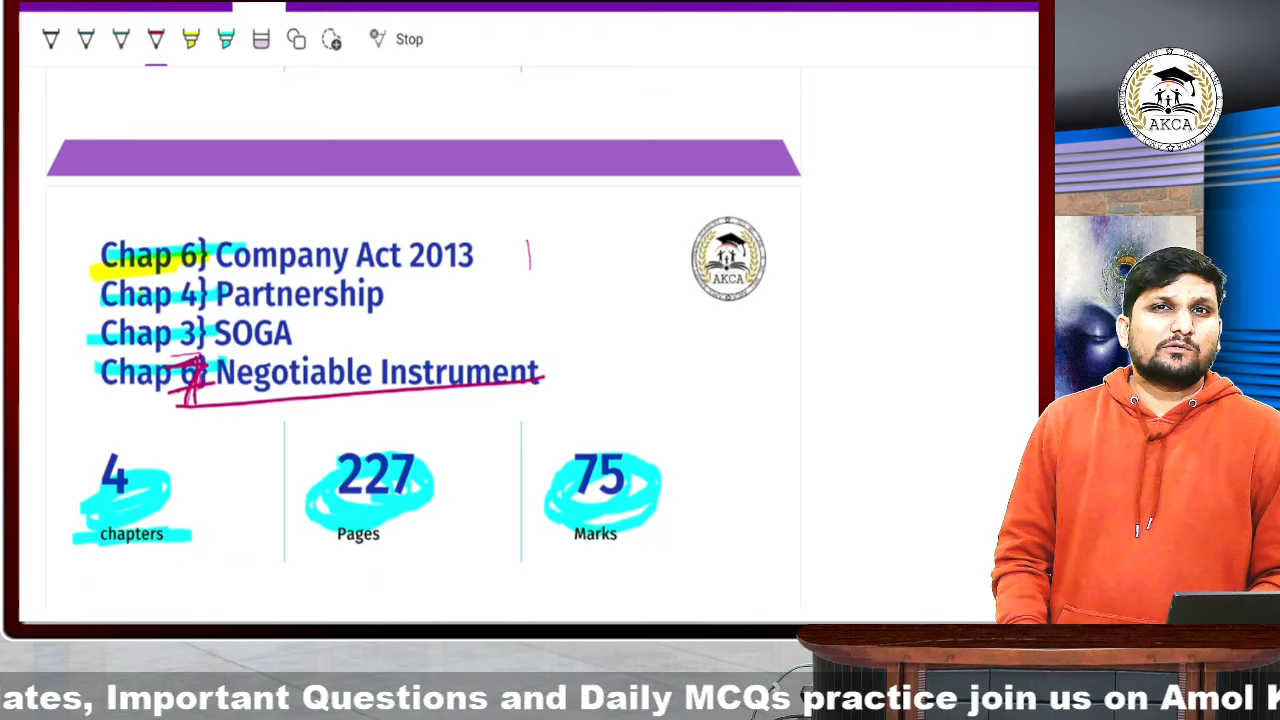 Stop
AKCA
Chap 6} Company Act 2013
AKCA
Chap 4} Partnership
Chap 3} SOGA
Chap 6} Negotiable Instrument
4
227
75
chapters
Pages
Marks
lates, Important Questions and Daily MCQs practice join us on Amol K